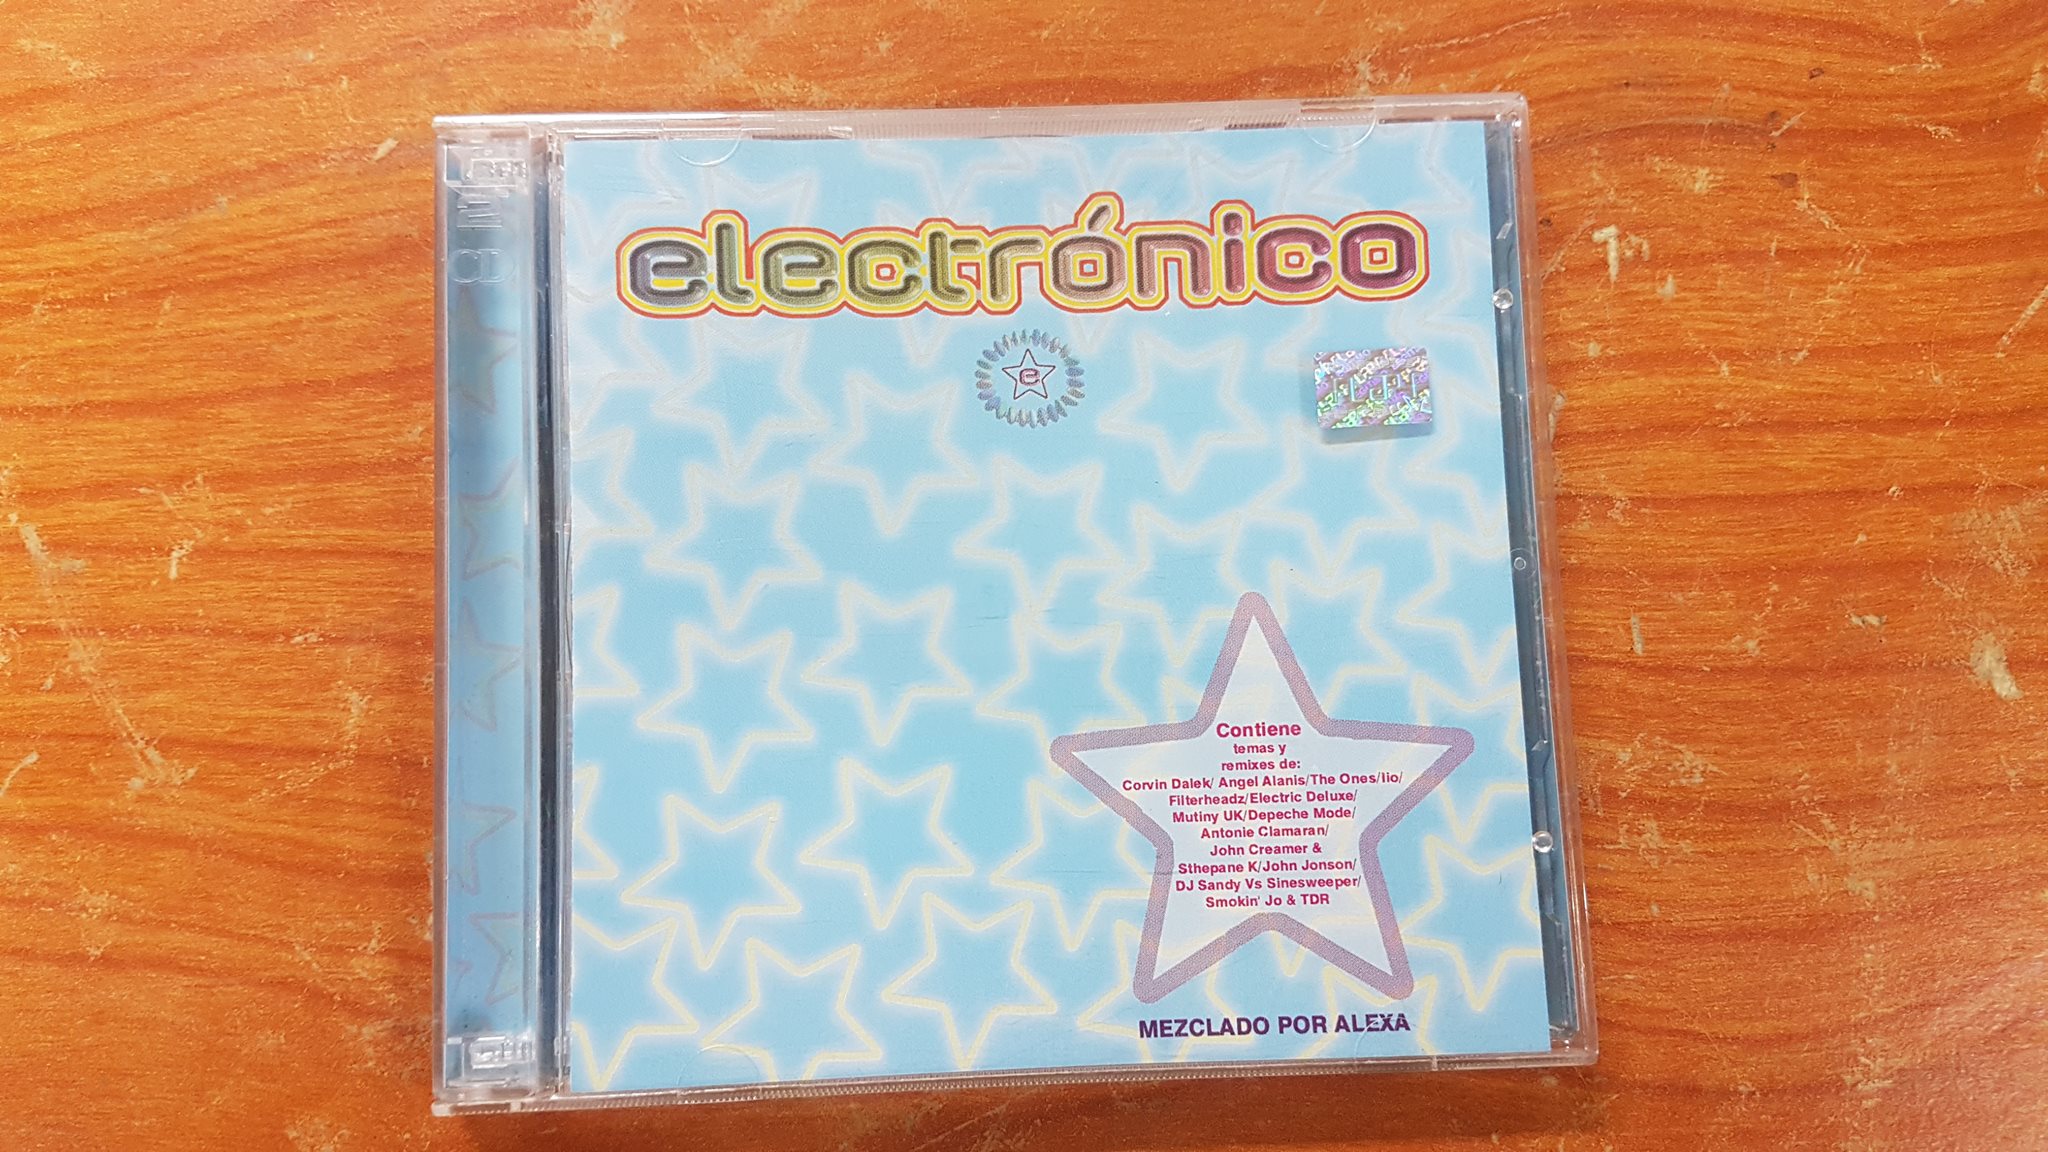 electrónico
e
Contiene
temas y
remixes de:
Corvin Dalek/ Angel Alanis/The Ones/Iio/
Filterheadz/Electric Deluxe/
Mutiny UK/Depeche Mode/
Antonie Clamaran/
John Creamer &
Sthepane K/John Jonson/
DJ Sandy Vs Sinesweeper/
Smokin' Jo & TDR
MEZCLADO POR ALEXA